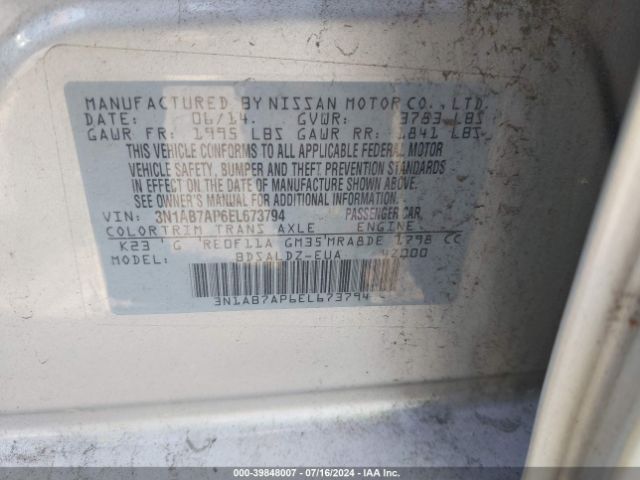 MANUFACTURED BY NISSAN MOTOR CO., LTD.
DATE: 06/14. GVWR: 3783 LBS
GAWR FR: 1995 LBS GAWR RR: 1841 LBS
THIS VEHICLE CONFORMS TO ALL APPLICABLE FEDERAL MOTOR
VEHICLE SAFETY, BUMPER AND THEFT PREVENTION STANDARDS
IN EFFECT ON THE DATE OF MANUFACTURE SHOWN ABOVE.
SEE OWNER'S MANUAL FOR ADDITIONAL INFORMATION.
VIN: 3N1AB7AP6EL673794 PASSENGER CAR
COLOR TRIM TRANS AXLE ENGINE
K23 G RE0F11A GM35 MRA8DE 1798 CC
MODEL: BDSALDZ-EUA 42000
3N1AB7AP6EL673794
000-39848007 - 07/16/2024 - IAA Inc.